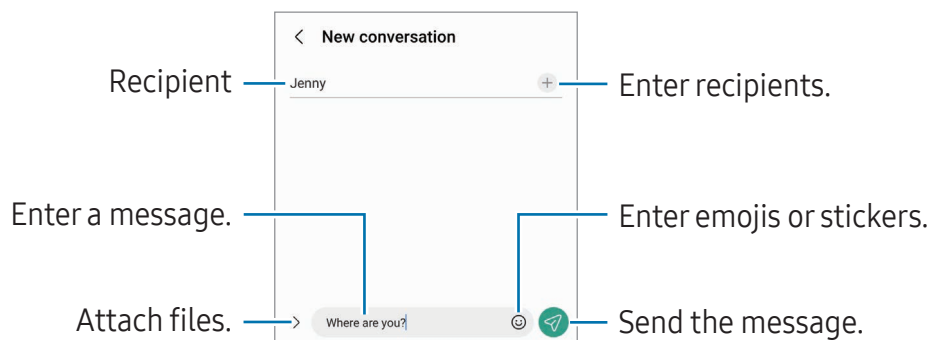 New conversation
Recipient
Jenny
Enter recipients.
Enter a message.
Enter emojis or stickers.
Attach files.
Where are you?
Send the message.